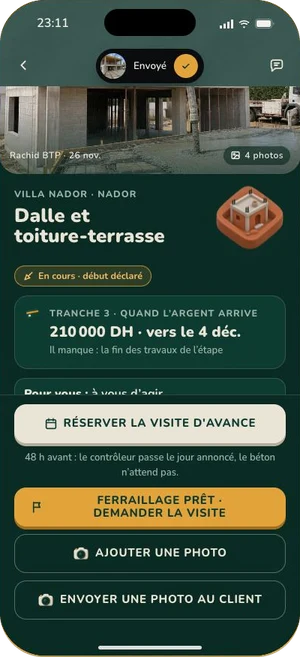 23:11
Envoyé
Rachid BTP · 26 nov.
4 photos
VILLA NADOR · NADOR
Dalle et
toiture-terrasse
En cours · début déclaré
TRANCHE 3 · QUAND L'ARGENT ARRIVE
210 000 DH · vers le 4 déc.
Il manque : la fin des travaux de l'étape
Pour vous : à vous d'agir
RÉSERVER LA VISITE D'AVANCE
48 h avant : le contrôleur passe le jour annoncé, le béton
n'attend pas.
FERRAILLAGE PRÊT ·
DEMANDER LA VISITE
AJOUTER UNE PHOTO
ENVOYER UNE PHOTO AU CLIENT